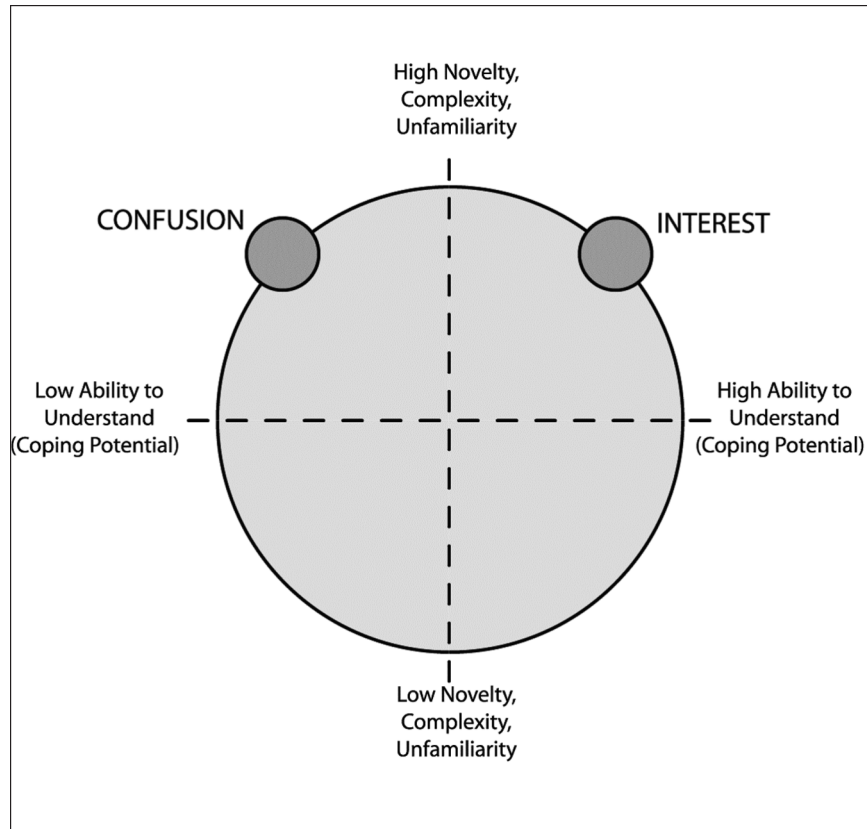 High Novelty,
Complexity,
Unfamiliarity
CONFUSION
INTEREST
Low Ability to
Understand
(Coping Potential)
High Ability to
Understand
(Coping Potential)
Low Novelty,
Complexity,
Unfamiliarity